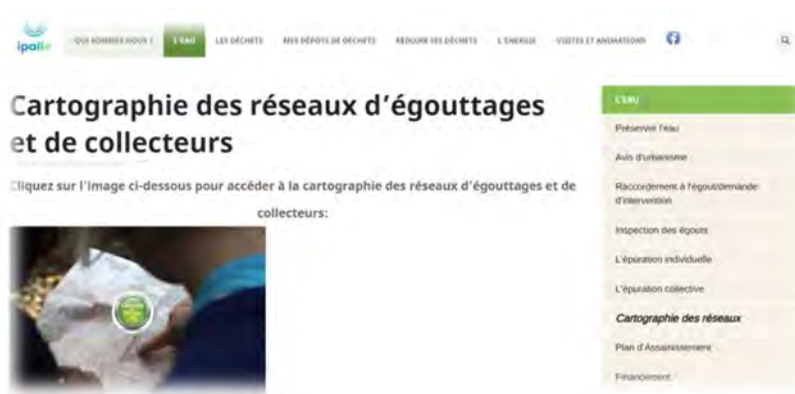 ipalle
QUI SOMMES NOUS ?
L'EAU
LES DÉCHETS
MES DÉPÔTS DE DÉCHETS
RÉDUIRE SES DÉCHETS
L'ENERGIE
VISITES ET ANIMATIONS
Cartographie des réseaux d'égouttages
et de collecteurs
Cliquez sur l'image ci-dessous pour accéder à la cartographie des réseaux d'égouttages et de
collecteurs:
L'EAU
Préserver l'eau
Avis d'urbanisme
Raccordement à l'égout/demande
d'intervention
Inspection des égouts
L'épuration individuelle
L'épuration collective
Cartographie des réseaux
Plan d'Assainissement
Financement